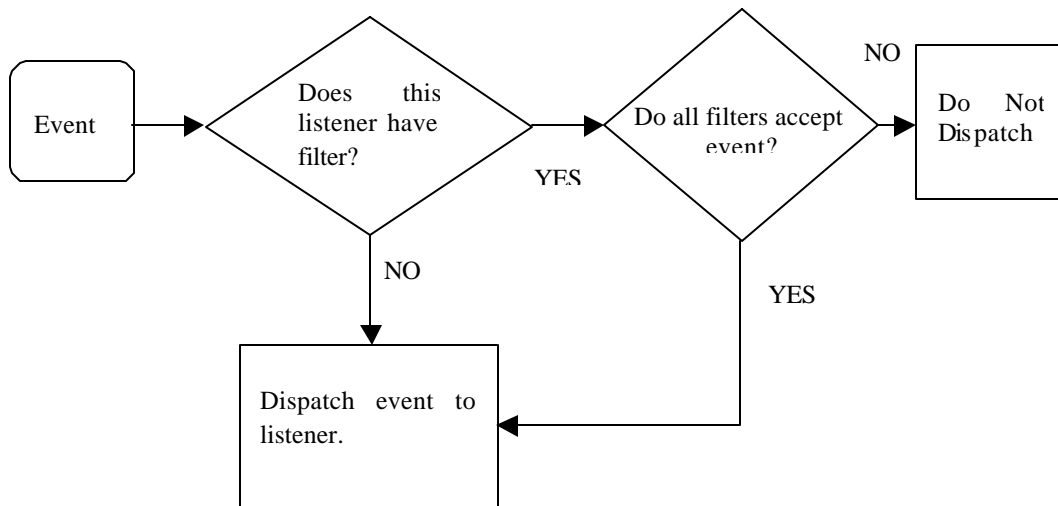 Event
Does this
listener have
filter?
YES
Do all filters accept
event?
NO
Do Not
Dispatch
NO
YES
Dispatch event to
listener.